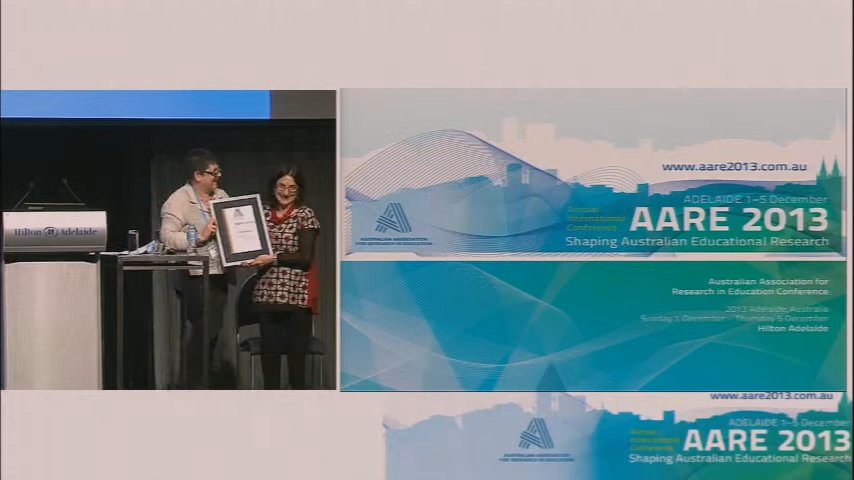 Hilton Adelaide
www.aare2013.com.au
ADELAIDE 1-5 December
Annual
International
Conference
AARE 2013
Shaping Australian Educational Research
AUSTRALIAN ASSOCIATION
FOR RESEARCH IN EDUCATION
Australian Association for
Research in Education Conference
2013 Adelaide, Australia
Sunday 1 December - Thursday 5 December
Hilton Adelaide
www.aare2013.com.au
ADELAIDE 1-5 December
Annual
International
Conference
AARE 2013
Shaping Australian Educational Research
AUSTRALIAN ASSOCIATION
FOR RESEARCH IN EDUCATION